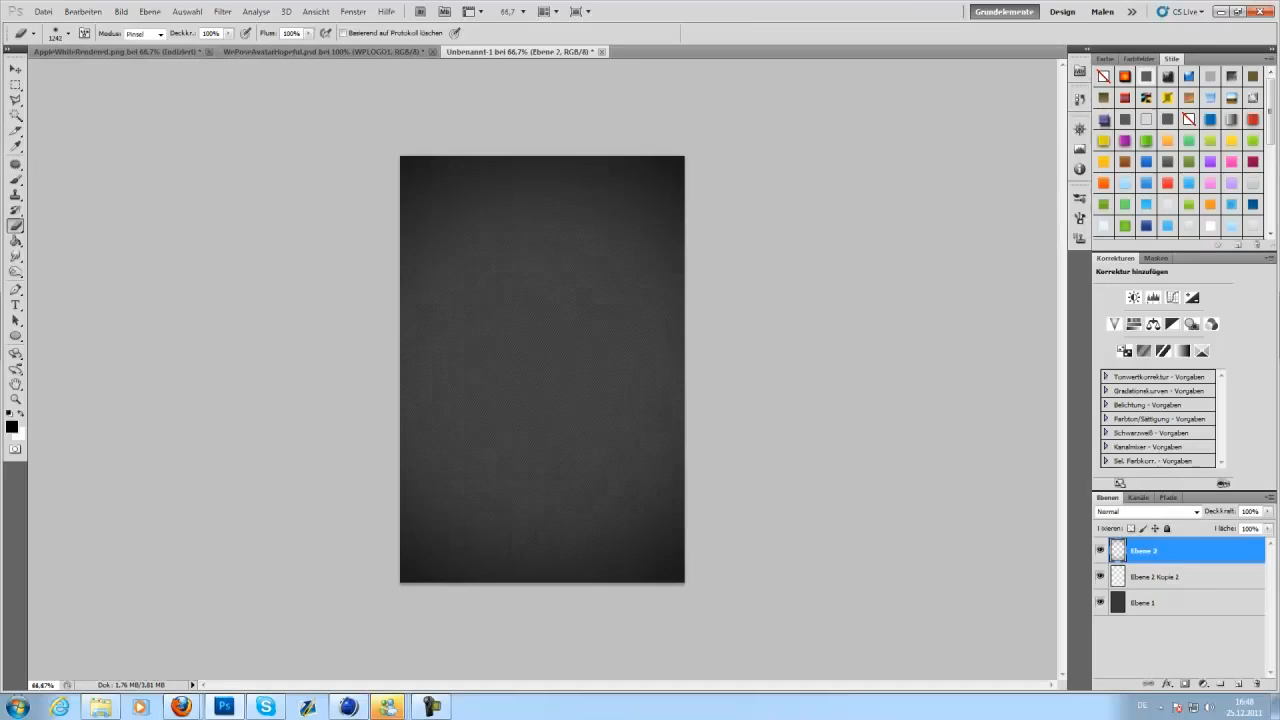 Ps Datei Bearbeiten Bild Ebene Auswahl Filter Analyse 3D Ansicht Fenster Hilfe Br Mb 66,7 Grundelemente Design Malen CS Live
1242 Modus: Pinsel Deckkr.: 100% Fluss: 100% Basierend auf Protokoll löschen
AppleWhiteRendered.png bei 66,7% (Indiziert) * WePoseAvatarHopeful.psd bei 100% (WPLOGO1, RGB/8) * Unbenannt-1 bei 66,7% (Ebene 2, RGB/8) *
Farbe Farbfelder Stile
Korrekturen Masken
Korrektur hinzufügen
Tonwertkorrektur - Vorgaben
Gradationskurven - Vorgaben
Belichtung - Vorgaben
Farbton/Sättigung - Vorgaben
Schwarzweiß - Vorgaben
Kanalmixer - Vorgaben
Sel. Farbkorr. - Vorgaben
Ebenen Kanäle Pfade
Normal Deckkraft: 100%
Fixieren: Fläche: 100%
Ebene 2
Ebene 2 Kopie 2
Ebene 1
66,67% Dok: 1,76 MB/3,81 MB
DE 16:48
25.12.2011